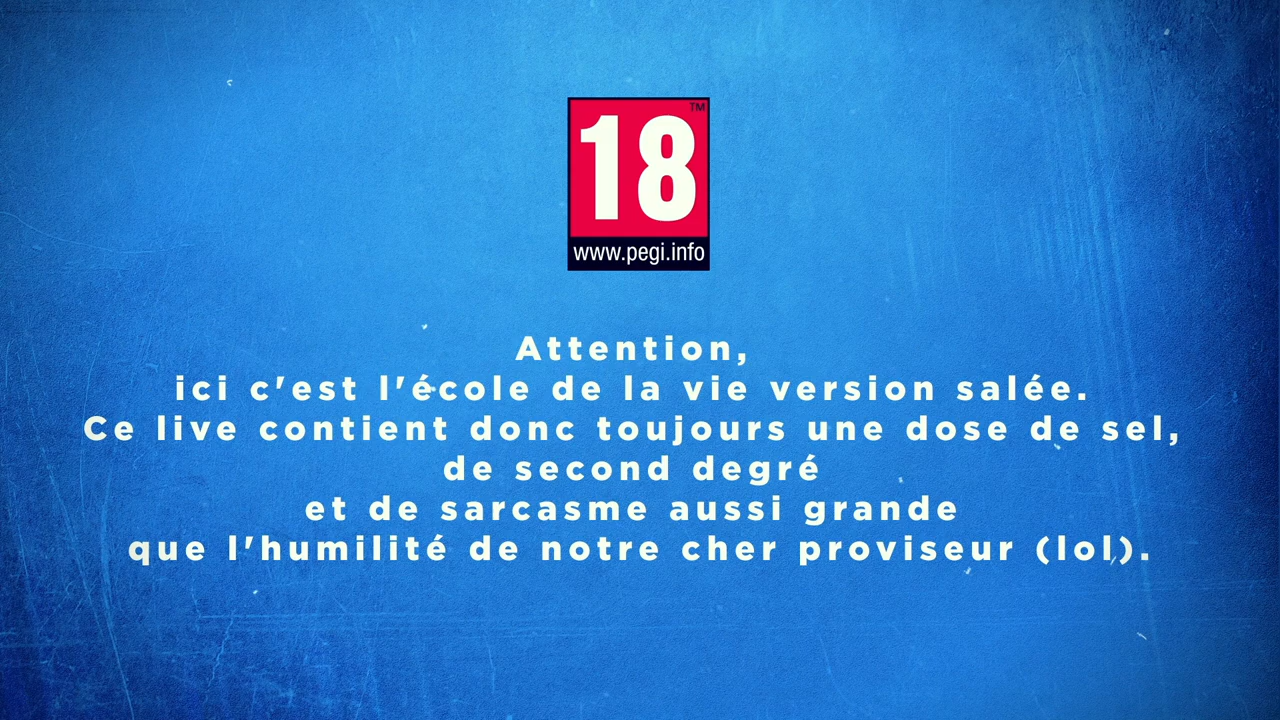 18
TM
www.pegi.info
Attention,
ici c'est l'école de la vie version salée.
Ce live contient donc toujours une dose de sel,
de second degré
et de sarcasme aussi grande
que l'humilité de notre cher proviseur (lol).